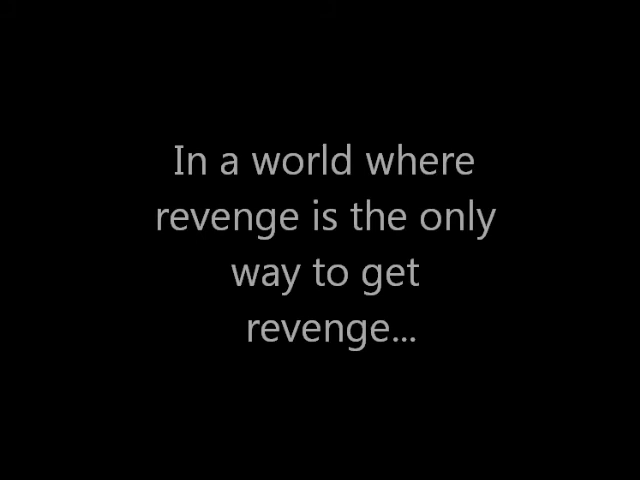 In a world where
revenge is the only
way to get
revenge...